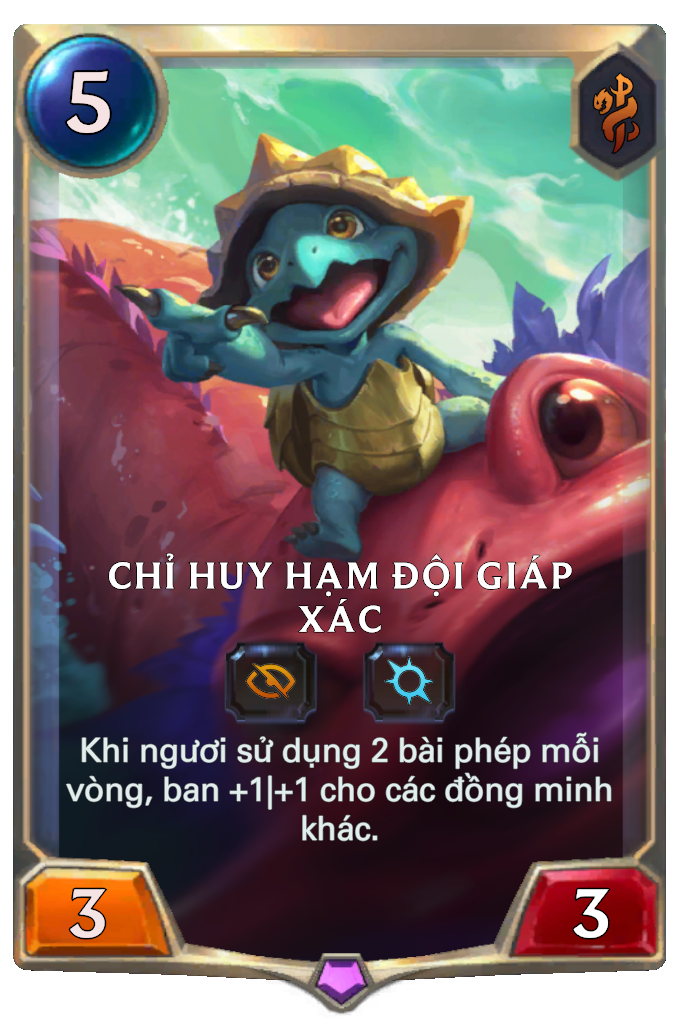 5
CHỈ HUY HẠM ĐỘI GIÁP
XÁC
Khi ngươi sử dụng 2 bài phép mỗi
vòng, ban +1|+1 cho các đồng minh
khác.
3
3